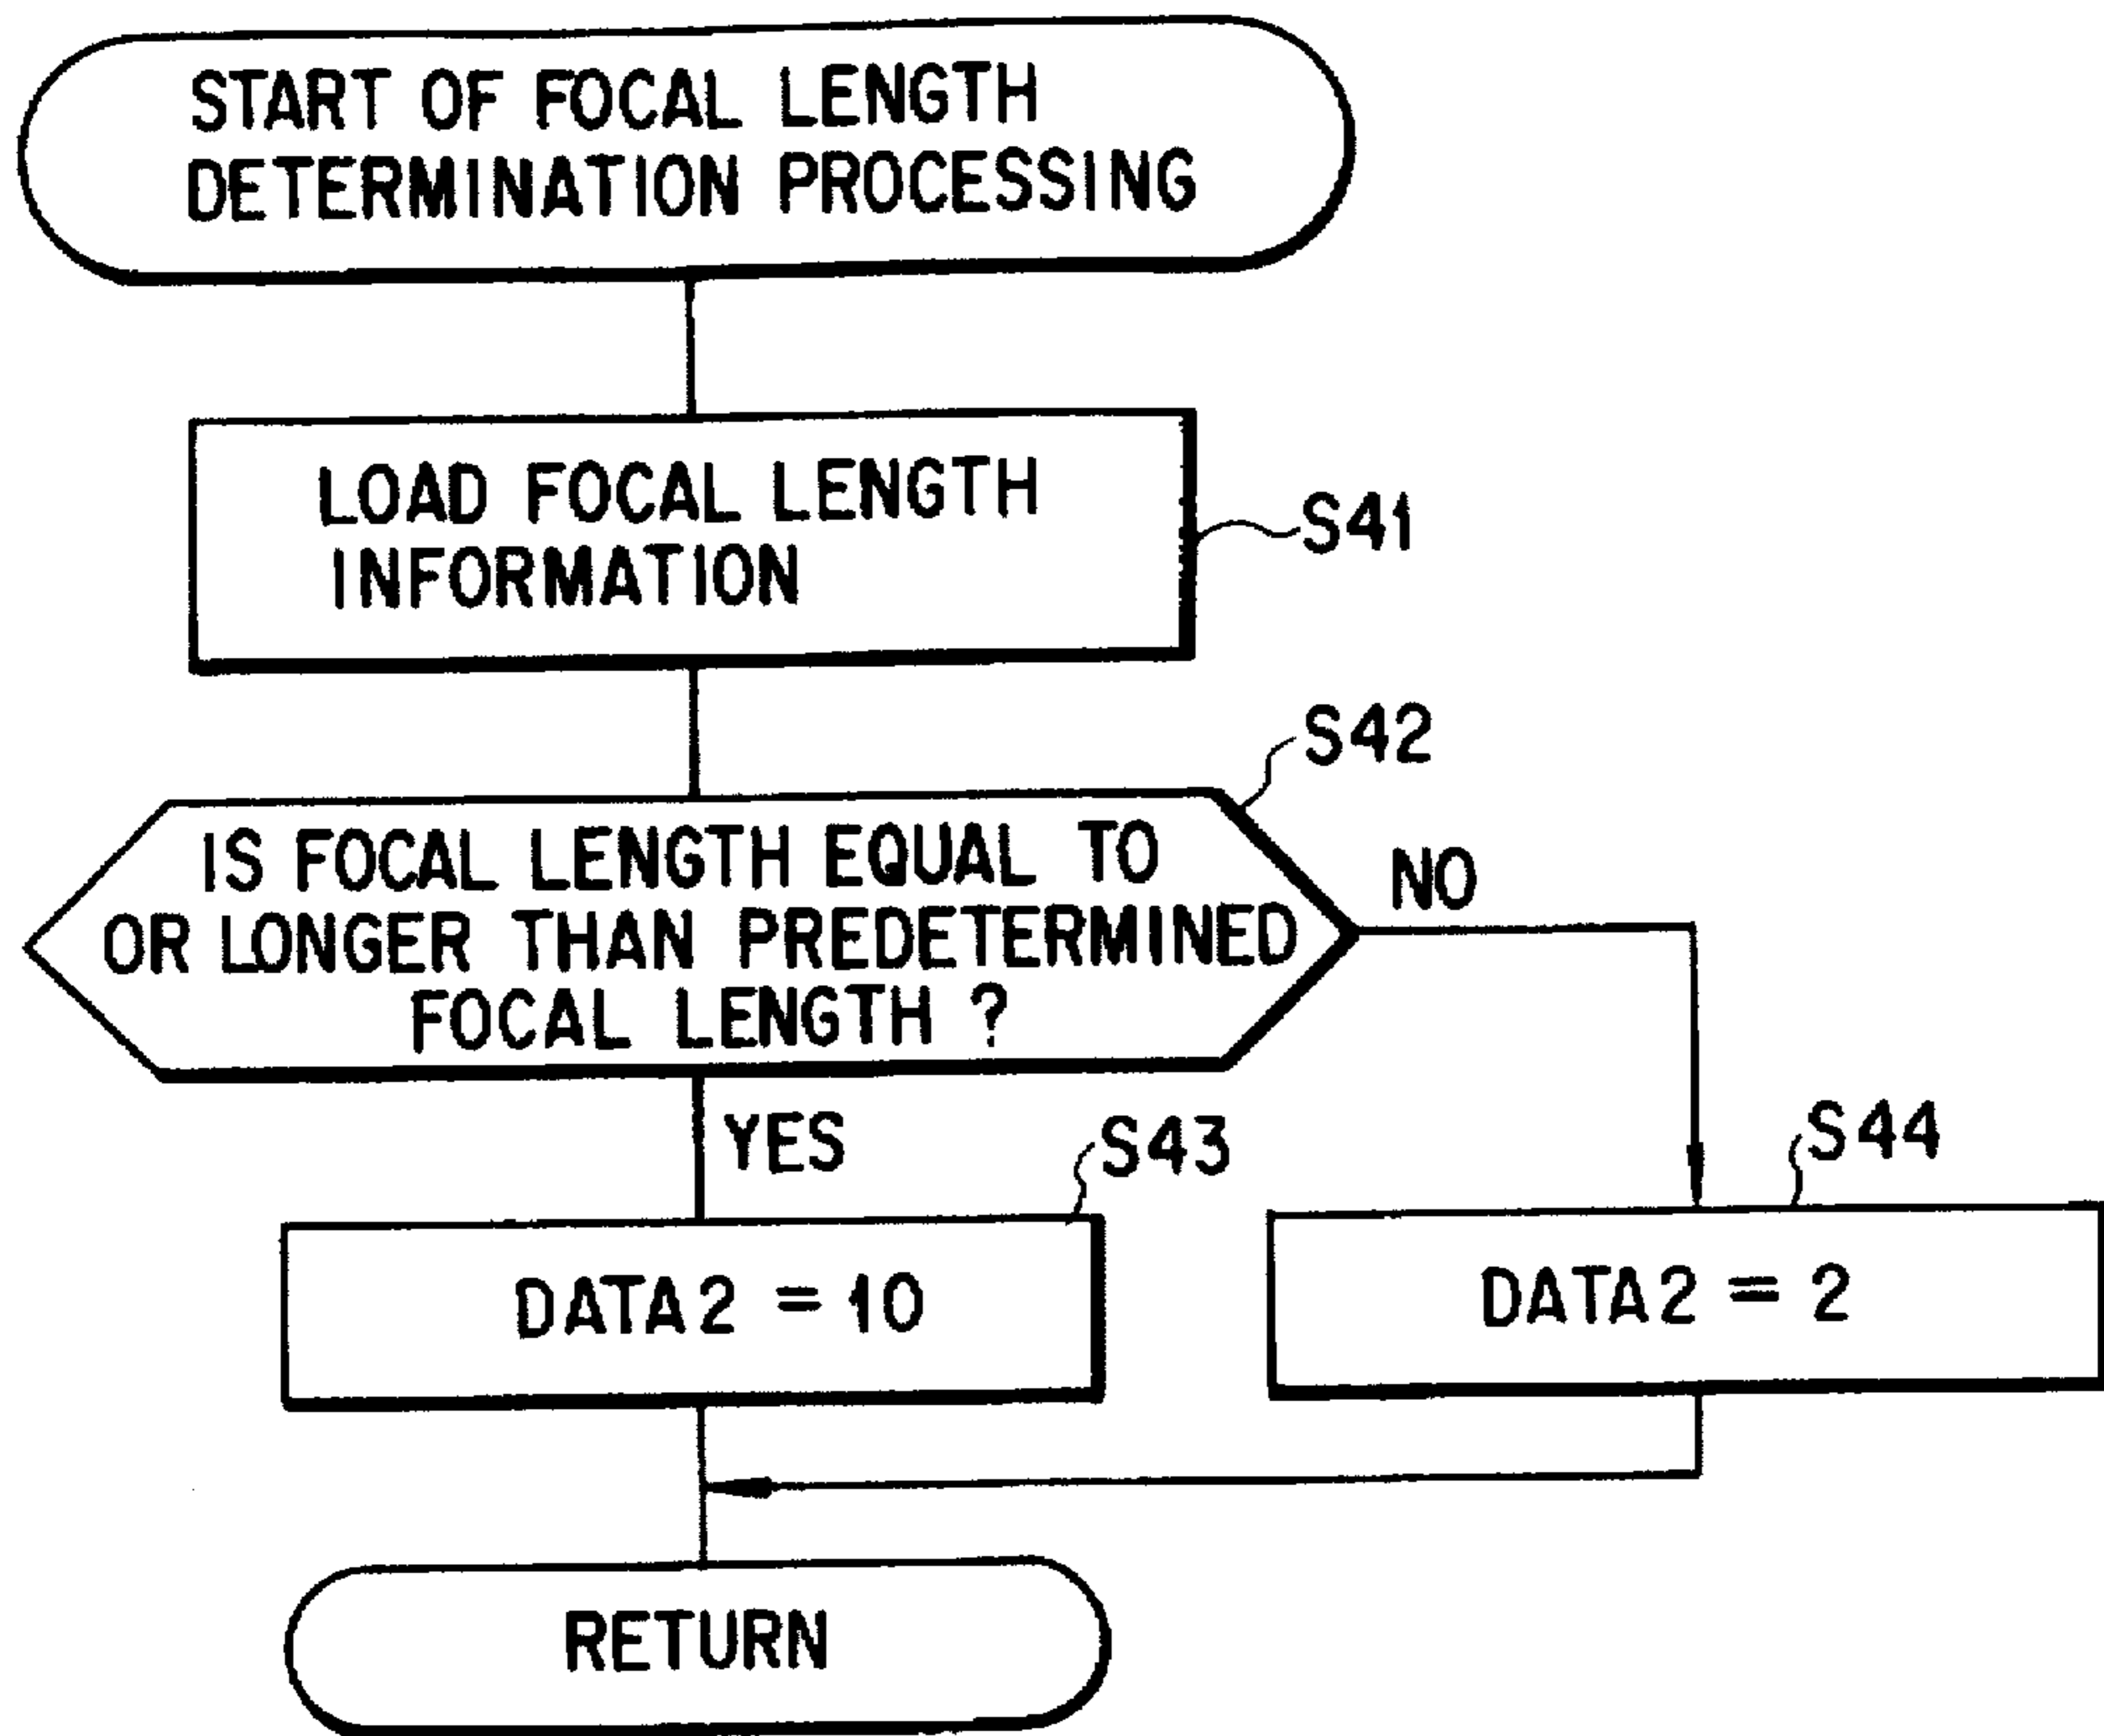 START OF FOCAL LENGTH
DETERMINATION PROCESSING
LOAD FOCAL LENGTH
INFORMATION
S41
S42
IS FOCAL LENGTH EQUAL TO
OR LONGER THAN PREDETERMINED
FOCAL LENGTH ?
NO
YES
S43
S44
DATA2 = 10
DATA2 = 2
RETURN